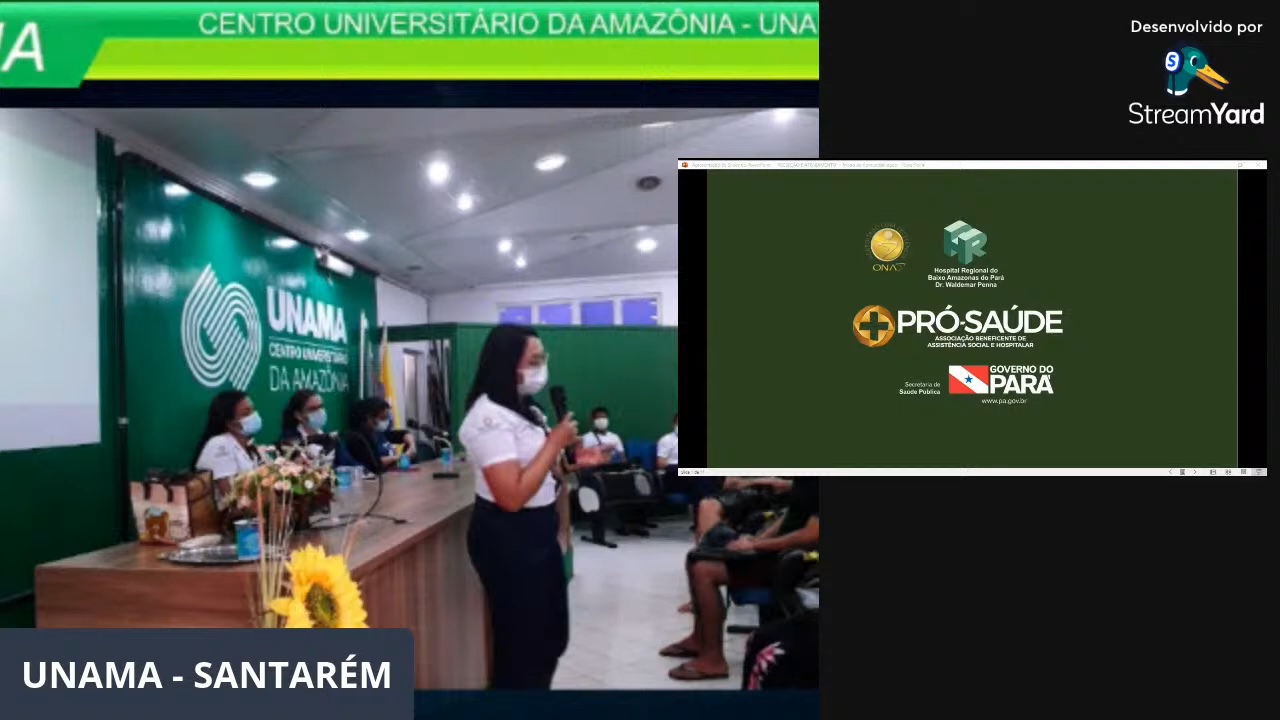 IA
CENTRO UNIVERSITÁRIO DA AMAZÔNIA - UNA
Desenvolvido por
S
StreamYard
UNAMA
CENTRO UNIVERSITÁRIO
DA AMAZÔNIA
ONA
HR
Hospital Regional do
Baixo Amazonas do Pará
Dr. Waldemar Penna
PRÓ-SAÚDE
ASSOCIAÇÃO BENEFICENTE DE
ASSISTÊNCIA SOCIAL E HOSPITALAR
Secretaria de
Saúde Pública
GOVERNO DO
PARÁ
www.pa.gov.br
UNAMA - SANTARÉM